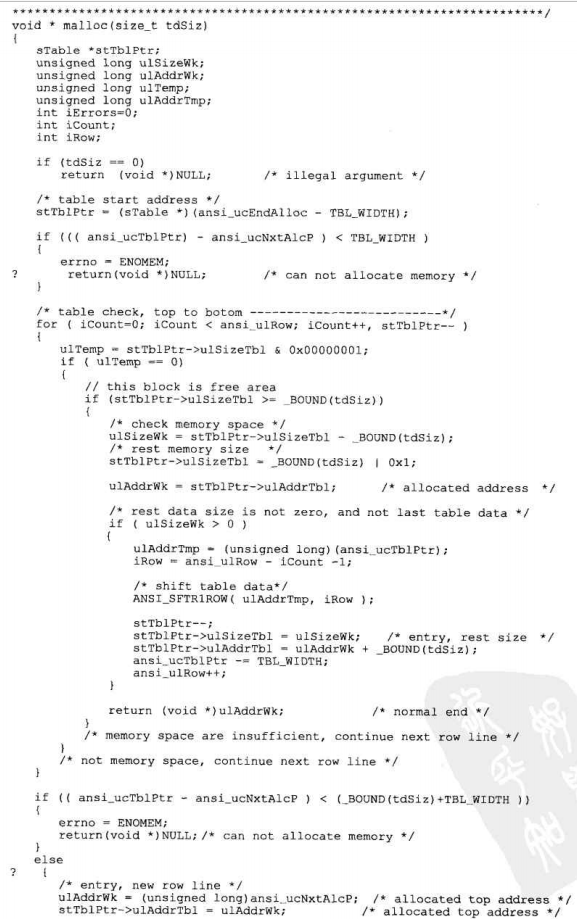 ***********************************************************************/
void * malloc(size_t tdSiz)
{
sTable *stTblPtr;
unsigned long ulSizeWk;
unsigned long ulAddrWk;
unsigned long ulTemp;
unsigned long ulAddrTmp;
int iErrors=0;
int iCount;
int iRow;
if (tdSiz == 0)
return (void *)NULL; /* illegal argument */
/* table start address */
stTblPtr = (sTable *)(ansi_ucEndAlloc - TBL_WIDTH);
if ((( ansi_ucTblPtr) - ansi_ucNxtAlcP ) < TBL_WIDTH )
{
errno = ENOMEM;
? return(void *)NULL; /* can not allocate memory */
}
/* table check, top to botom ---------------------------*/
for ( iCount=0; iCount < ansi_ulRow; iCount++, stTblPtr-- )
{
ulTemp = stTblPtr->ulSizeTbl & 0x00000001;
if ( ulTemp == 0)
{
// this block is free area
if (stTblPtr->ulSizeTbl >= _BOUND(tdSiz))
{
/* check memory space */
ulSizeWk = stTblPtr->ulSizeTbl - _BOUND(tdSiz);
/* rest memory size */
stTblPtr->ulSizeTbl = _BOUND(tdSiz) | 0x1;
ulAddrWk = stTblPtr->ulAddrTbl; /* allocated address */
/* rest data size is not zero, and not last table data */
if ( ulSizeWk > 0 )
{
ulAddrTmp = (unsigned long)(ansi_ucTblPtr);
iRow = ansi_ulRow - iCount -1;
/* shift table data*/
ANSI_SFTR1ROW( ulAddrTmp, iRow );
stTblPtr--;
stTblPtr->ulSizeTbl = ulSizeWk; /* entry, rest size */
stTblPtr->ulAddrTbl = ulAddrWk + _BOUND(tdSiz);
ansi_ucTblPtr -= TBL_WIDTH;
ansi_ulRow++;
}
return (void *)ulAddrWk; /* normal end */
}
/* memory space are insufficient, continue next row line */
}
/* not memory space, continue next row line */
}
if (( ansi_ucTblPtr - ansi_ucNxtAlcP ) < (_BOUND(tdSiz)+TBL_WIDTH ))
{
errno = ENOMEM;
return(void *)NULL; /* can not allocate memory */
}
else
? {
/* entry, new row line */
ulAddrWk = (unsigned long)ansi_ucNxtAlcP; /* allocated top address */
stTblPtr->ulAddrTbl = ulAddrWk; /* allocated top address */